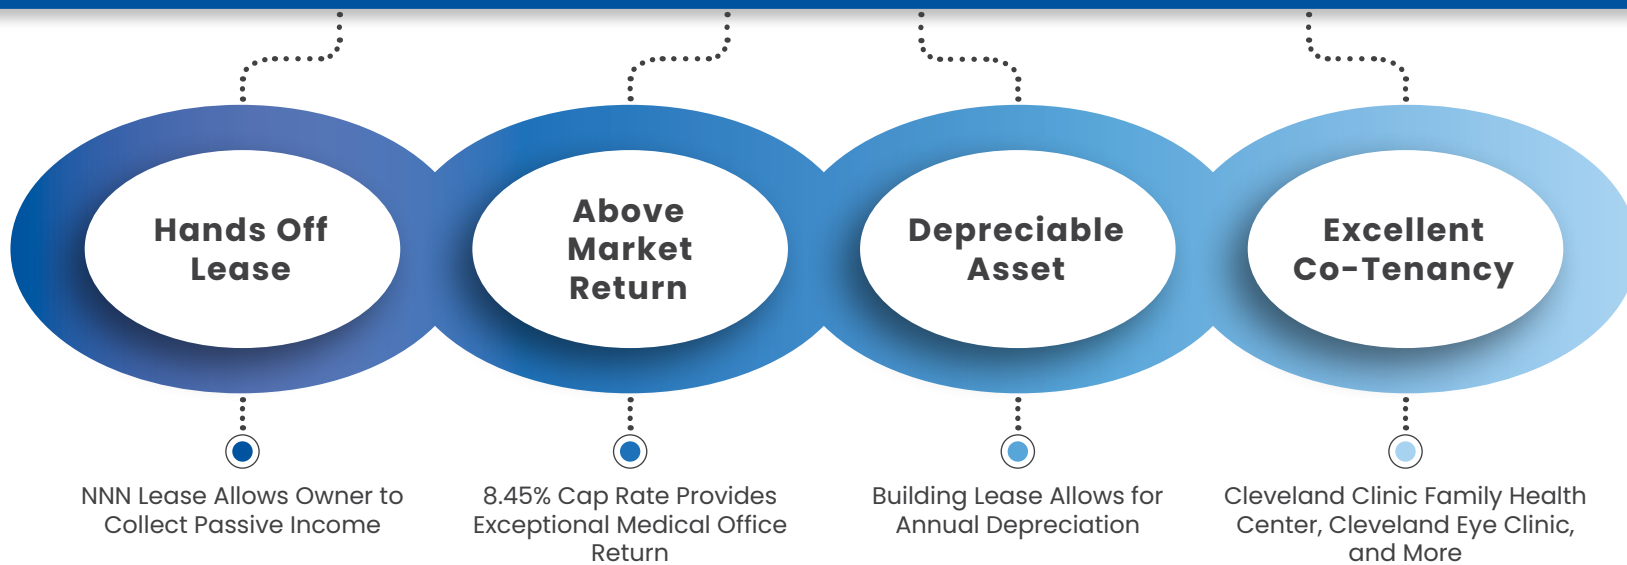 Hands Off
Lease
Above
Market
Return
Depreciable
Asset
Excellent
Co-Tenancy
NNN Lease Allows Owner to
Collect Passive Income
8.45% Cap Rate Provides
Exceptional Medical Office
Return
Building Lease Allows for
Annual Depreciation
Cleveland Clinic Family Health
Center, Cleveland Eye Clinic,
and More